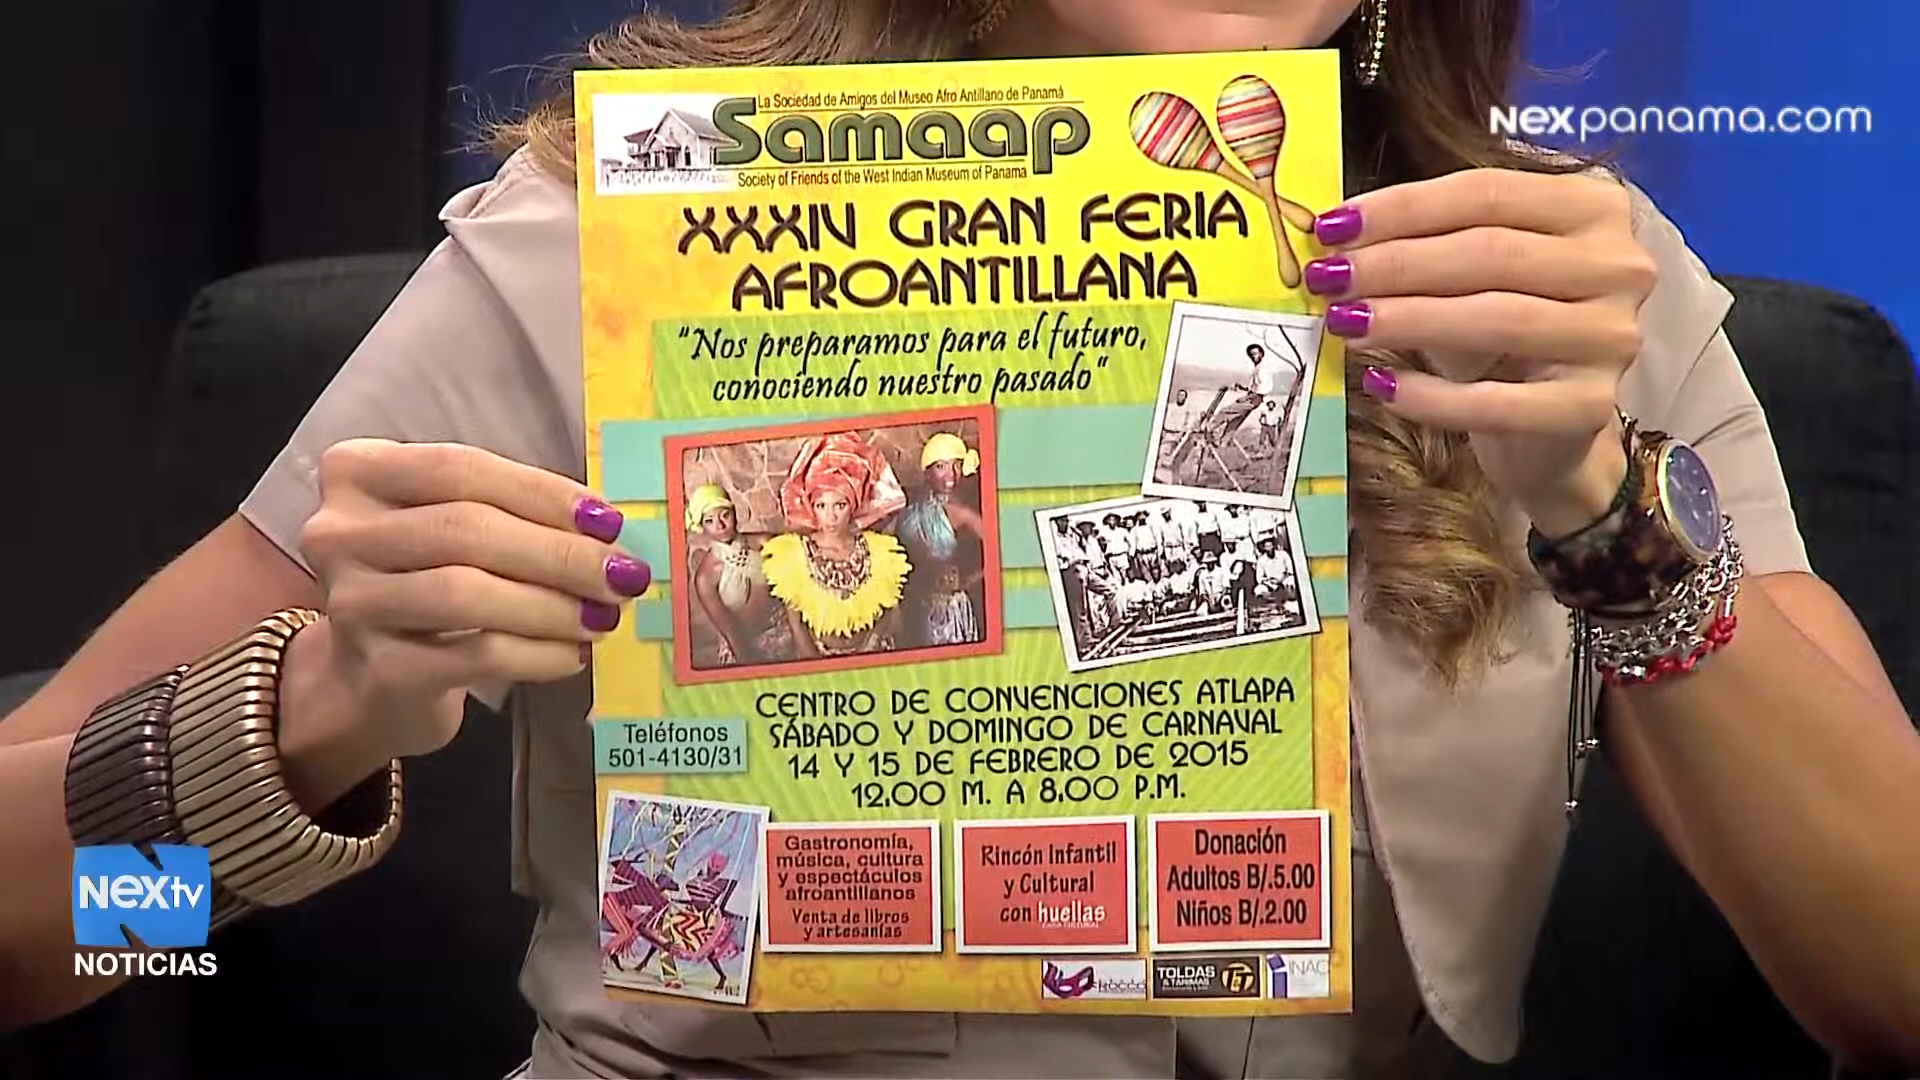 NEXpanama.com
La Sociedad de Amigos del Museo Afro Antillano de Panamá
Samaap
Society of Friends of the West Indian Museum of Panama
XXXIV GRAN FERIA
AFROANTILLANA
"Nos preparamos para el futuro,
conociendo nuestro pasado"
CENTRO DE CONVENCIONES ATLAPA
SÁBADO Y DOMINGO DE CARNAVAL
14 Y 15 DE FEBRERO DE 2015
12.00 M. A 8.00 P.M.
Teléfonos
501-4130/31
Gastronomía,
música, cultura
y espectáculos
afroantillanos
Venta de libros
y artesanías
Rincón Infantil
y Cultural
con huellas
Donación
Adultos B/.5.00
Niños B/.2.00
ROCCO
TOLDAS
& TARIMAS
INAC
NEXtv
NOTICIAS